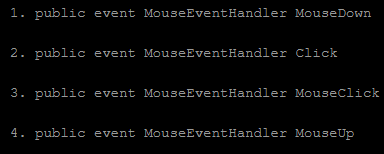 1. public event MouseEventHandler MouseDown
2. public event MouseEventHandler Click
3. public event MouseEventHandler MouseClick
4. public event MouseEventHandler MouseUp